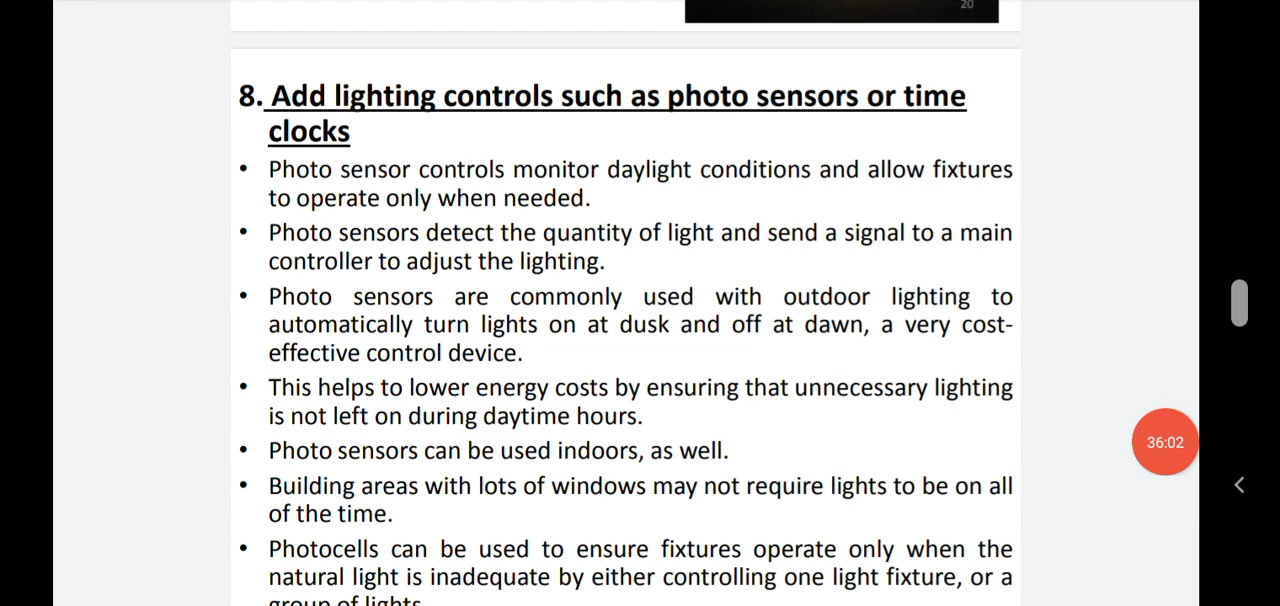 20
8. Add lighting controls such as photo sensors or time
clocks
• Photo sensor controls monitor daylight conditions and allow fixtures
to operate only when needed.
• Photo sensors detect the quantity of light and send a signal to a main
controller to adjust the lighting.
• Photo sensors are commonly used with outdoor lighting to
automatically turn lights on at dusk and off at dawn, a very cost-
effective control device.
• This helps to lower energy costs by ensuring that unnecessary lighting
is not left on during daytime hours.
• Photo sensors can be used indoors, as well.
• Building areas with lots of windows may not require lights to be on all
of the time.
• Photocells can be used to ensure fixtures operate only when the
natural light is inadequate by either controlling one light fixture, or a
group of lights
36:02